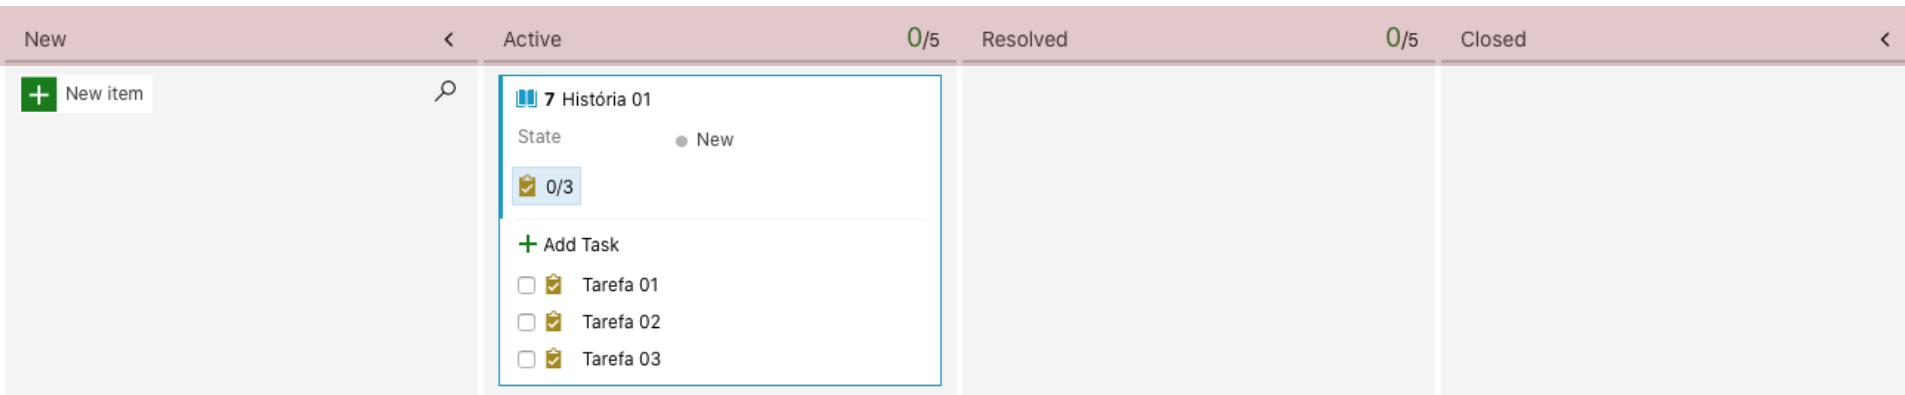 New
Active 0/5
Resolved 0/5
Closed
New item
7 História 01
State New
0/3
Add Task
Tarefa 01
Tarefa 02
Tarefa 03